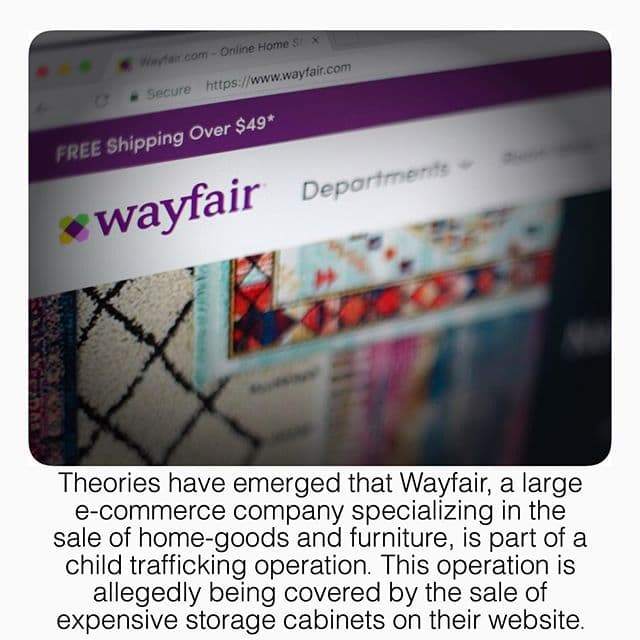 Wayfair.com - Online Home S
Secure https://www.wayfair.com
FREE Shipping Over $49*
wayfair Departments
Theories have emerged that Wayfair, a large
e-commerce company specializing in the
sale of home-goods and furniture, is part of a
child trafficking operation. This operation is
allegedly being covered by the sale of
expensive storage cabinets on their website.